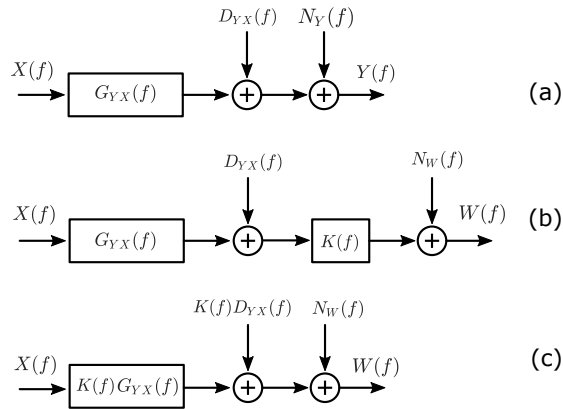 D_{YX}(f) N_Y(f)
X(f) Y(f)
G_{YX}(f) + + (a)
D_{YX}(f) N_W(f)
X(f) W(f)
G_{YX}(f) + K(f) + (b)
K(f)D_{YX}(f) N_W(f)
X(f) W(f)
K(f)G_{YX}(f) + + (c)